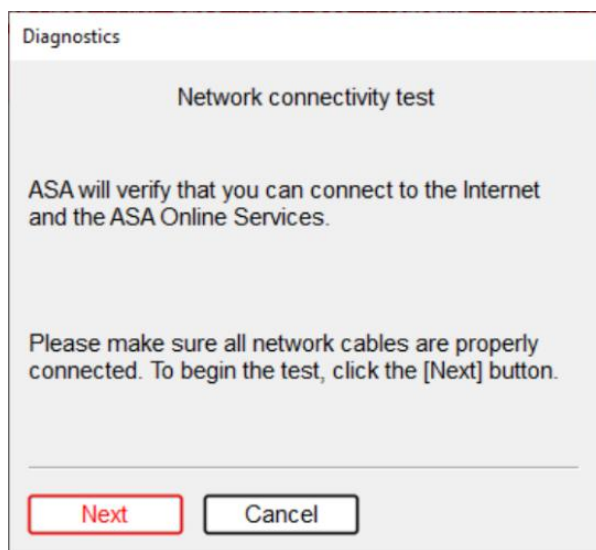 Diagnostics
Network connectivity test
ASA will verify that you can connect to the Internet
and the ASA Online Services.
Please make sure all network cables are properly
connected. To begin the test, click the [Next] button.
Next
Cancel